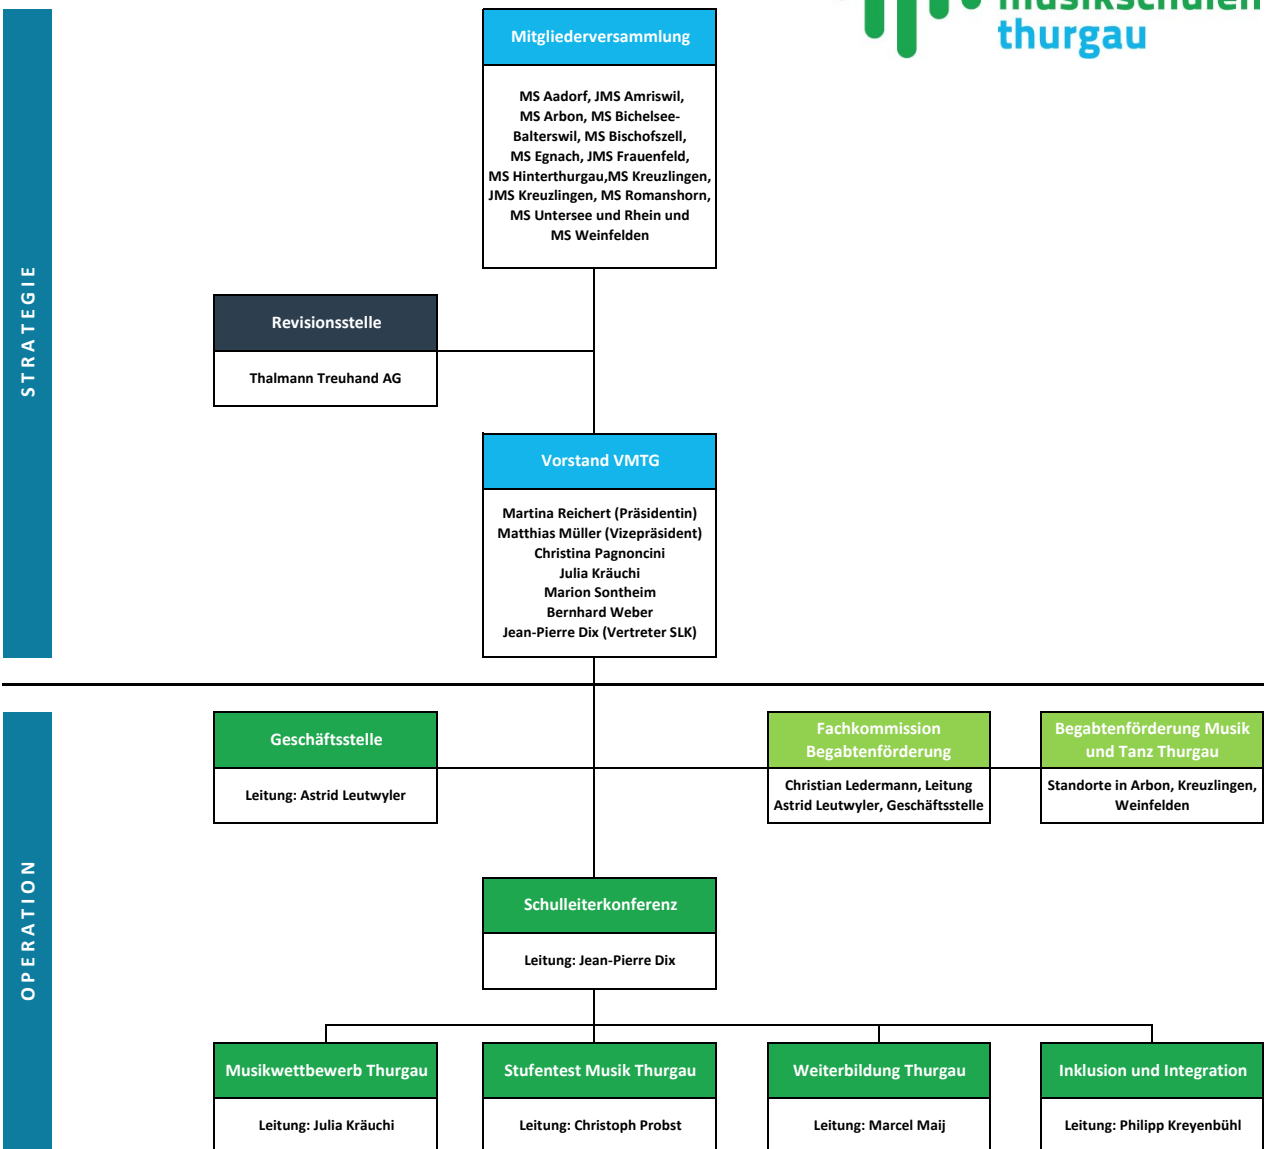 musikschulen
thurgau
STRATEGIE
Mitgliederversammlung
MS Aadorf, JMS Amriswil,
MS Arbon, MS Bichelsee-
Balterswil, MS Bischofszell,
MS Egnach, JMS Frauenfeld,
MS Hinterthurgau,MS Kreuzlingen,
JMS Kreuzlingen, MS Romanshorn,
MS Untersee und Rhein und
MS Weinfelden
Revisionsstelle
Thalmann Treuhand AG
Vorstand VMTG
Martina Reichert (Präsidentin)
Matthias Müller (Vizepräsident)
Christina Pagnoncini
Julia Kräuchi
Marion Sontheim
Bernhard Weber
Jean-Pierre Dix (Vertreter SLK)
OPERATION
Geschäftsstelle
Leitung: Astrid Leutwyler
Fachkommission
Begabtenförderung
Christian Ledermann, Leitung
Astrid Leutwyler, Geschäftsstelle
Begabtenförderung Musik
und Tanz Thurgau
Standorte in Arbon, Kreuzlingen,
Weinfelden
Schulleiterkonferenz
Leitung: Jean-Pierre Dix
Musikwettbewerb Thurgau
Leitung: Julia Kräuchi
Stufentest Musik Thurgau
Leitung: Christoph Probst
Weiterbildung Thurgau
Leitung: Marcel Maij
Inklusion und Integration
Leitung: Philipp Kreyenbühl